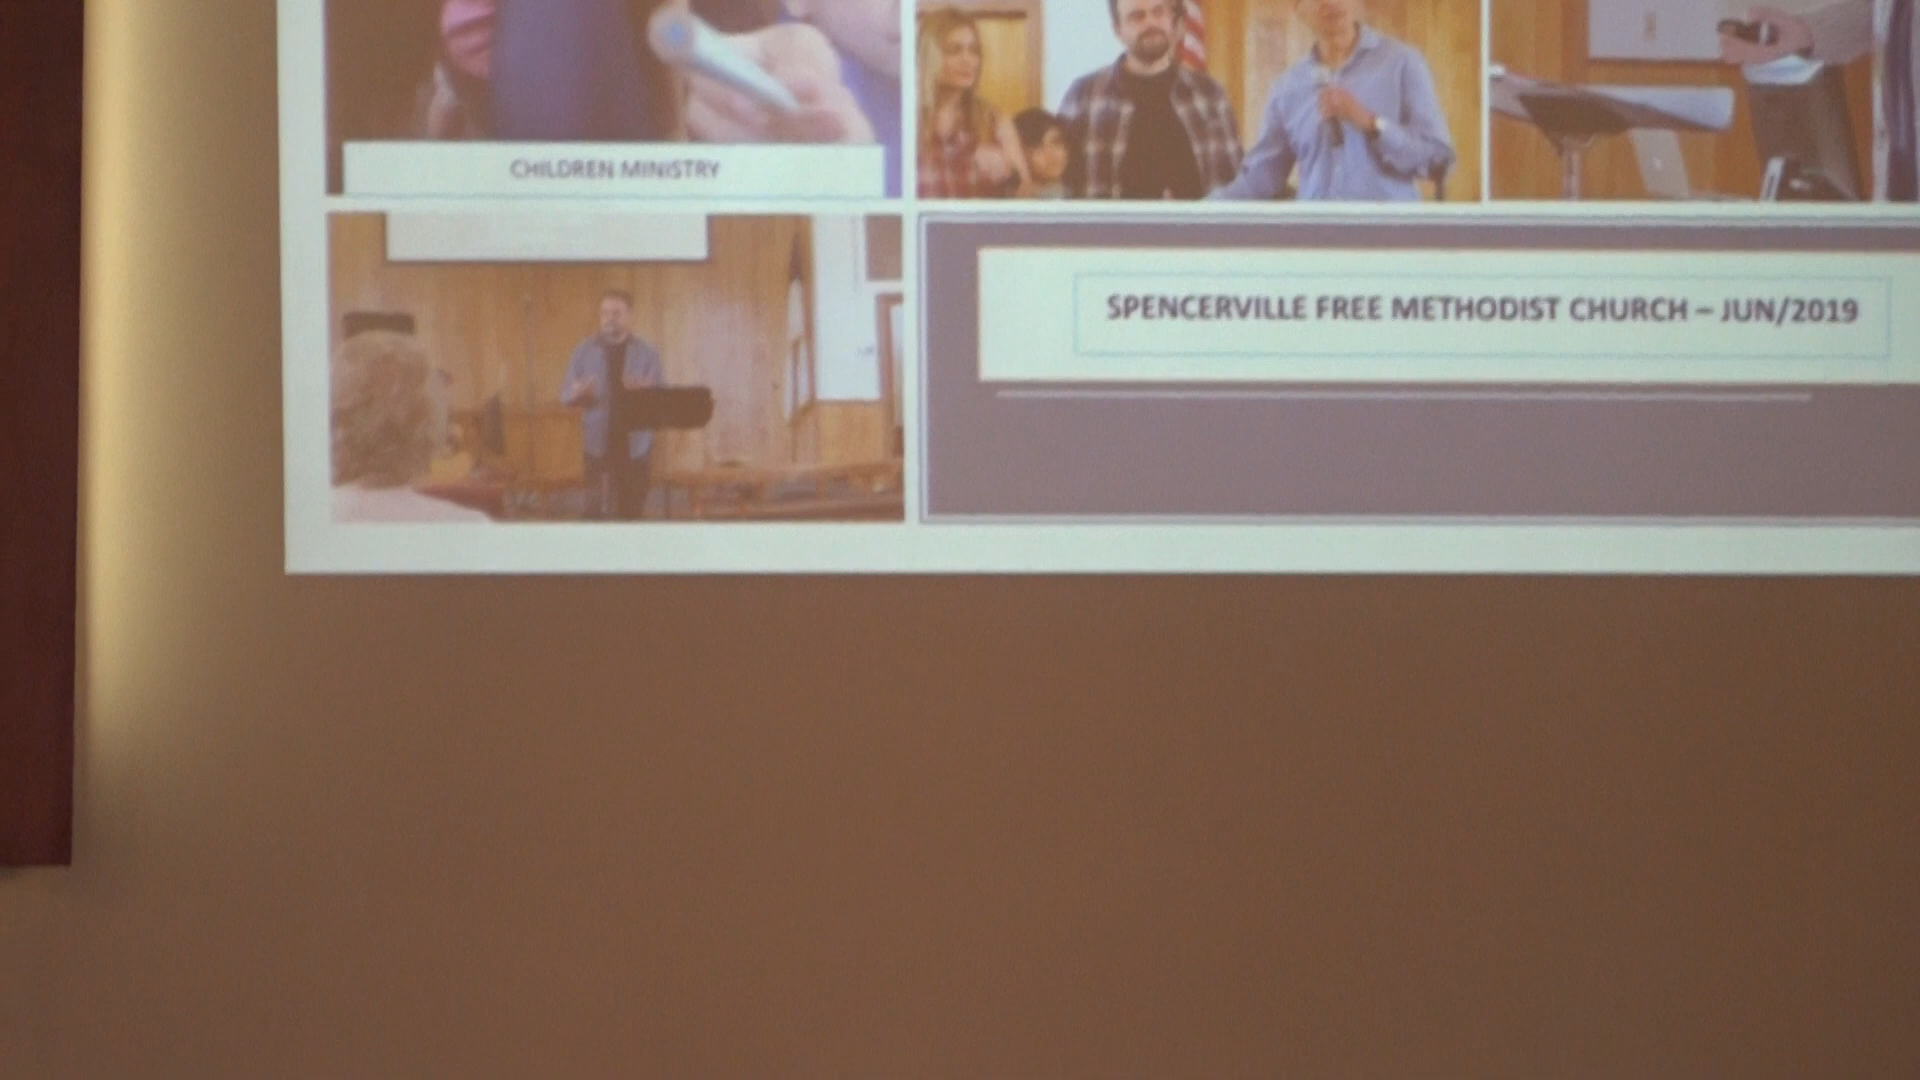 CHILDREN MINISTRY
SPENCERVILLE FREE METHODIST CHURCH – JUN/2019